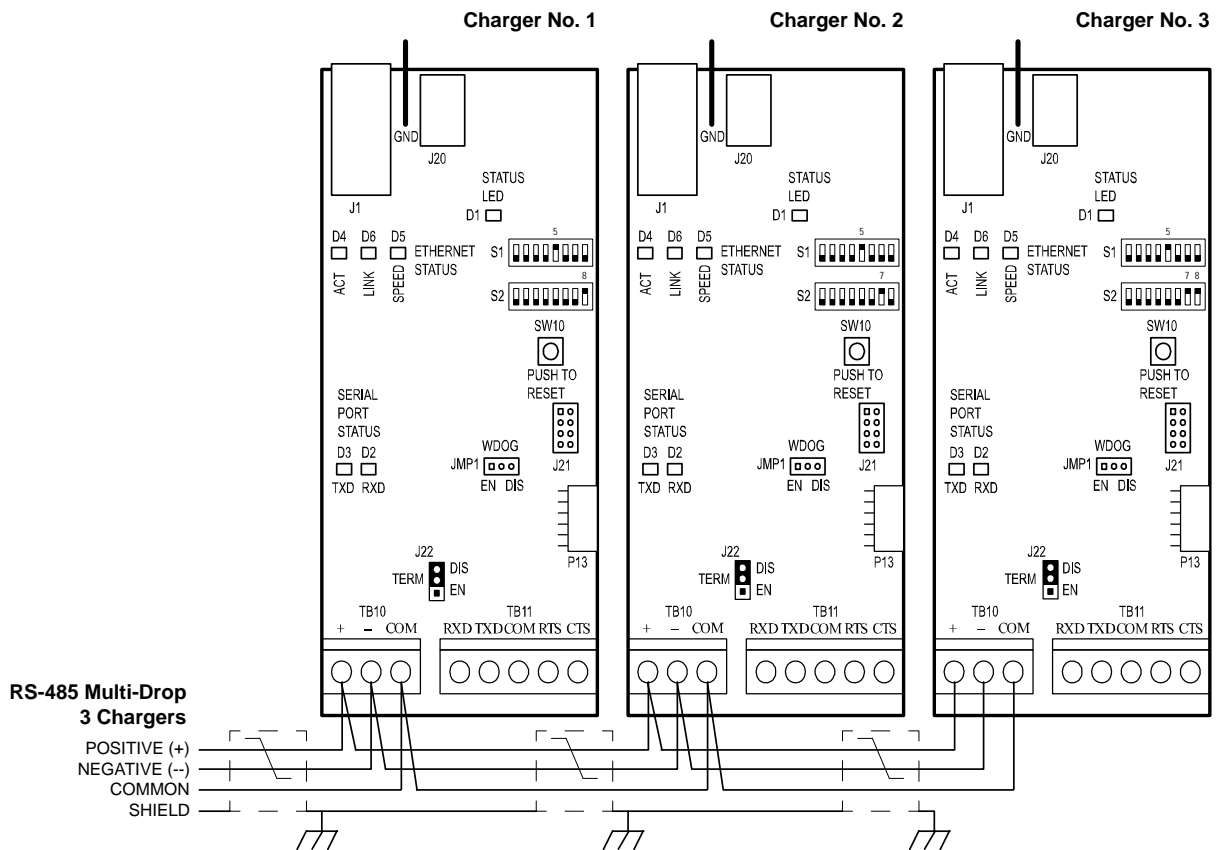 Charger No. 1
Charger No. 2
Charger No. 3
GND
J20
STATUS
LED
J1
D1
D4 D6 D5
ETHERNET
STATUS
ACT
LINK
SPEED
S1
5
S2
8
SW10
PUSH TO
RESET
SERIAL
PORT
STATUS
D3 D2
TXD RXD
WDOG
JMP1
EN DIS
J21
P13
J22
TERM
DIS
EN
TB10
+ – COM
TB11
RXD TXD COM RTS CTS
GND
J20
STATUS
LED
J1
D1
D4 D6 D5
ETHERNET
STATUS
ACT
LINK
SPEED
S1
5
S2
7
SW10
PUSH TO
RESET
SERIAL
PORT
STATUS
D3 D2
TXD RXD
WDOG
JMP1
EN DIS
J21
P13
J22
TERM
DIS
EN
TB10
+ – COM
TB11
RXD TXD COM RTS CTS
GND
J20
STATUS
LED
J1
D1
D4 D6 D5
ETHERNET
STATUS
ACT
LINK
SPEED
S1
5
S2
7 8
SW10
PUSH TO
RESET
SERIAL
PORT
STATUS
D3 D2
TXD RXD
WDOG
JMP1
EN DIS
J21
P13
J22
TERM
DIS
EN
TB10
+ – COM
TB11
RXD TXD COM RTS CTS
RS-485 Multi-Drop
3 Chargers
POSITIVE (+)
NEGATIVE (--)
COMMON
SHIELD